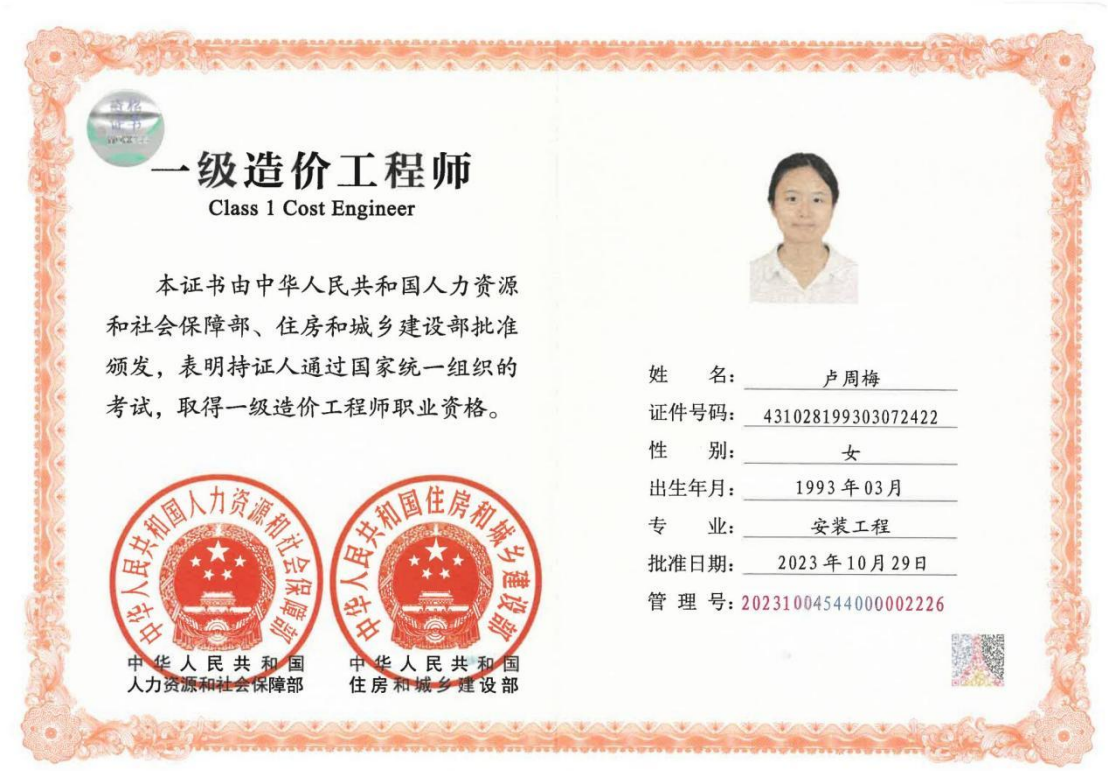 合格
证书
一级造价工程师
Class 1 Cost Engineer
本证书由中华人民共和国人力资源
和社会保障部、住房和城乡建设部批准
颁发，表明持证人通过国家统一组织的
考试，取得一级造价工程师职业资格。
中华人民共和国人力资源和社会保障部
中华人民共和国
人力资源和社会保障部
中华人民共和国住房和城乡建设部
中华人民共和国
住房和城乡建设部
姓 名： 卢周梅
证件号码： 431028199303072422
性 别： 女
出生年月： 1993年03月
专 业： 安装工程
批准日期： 2023年10月29日
管 理 号： 20231004544000002226